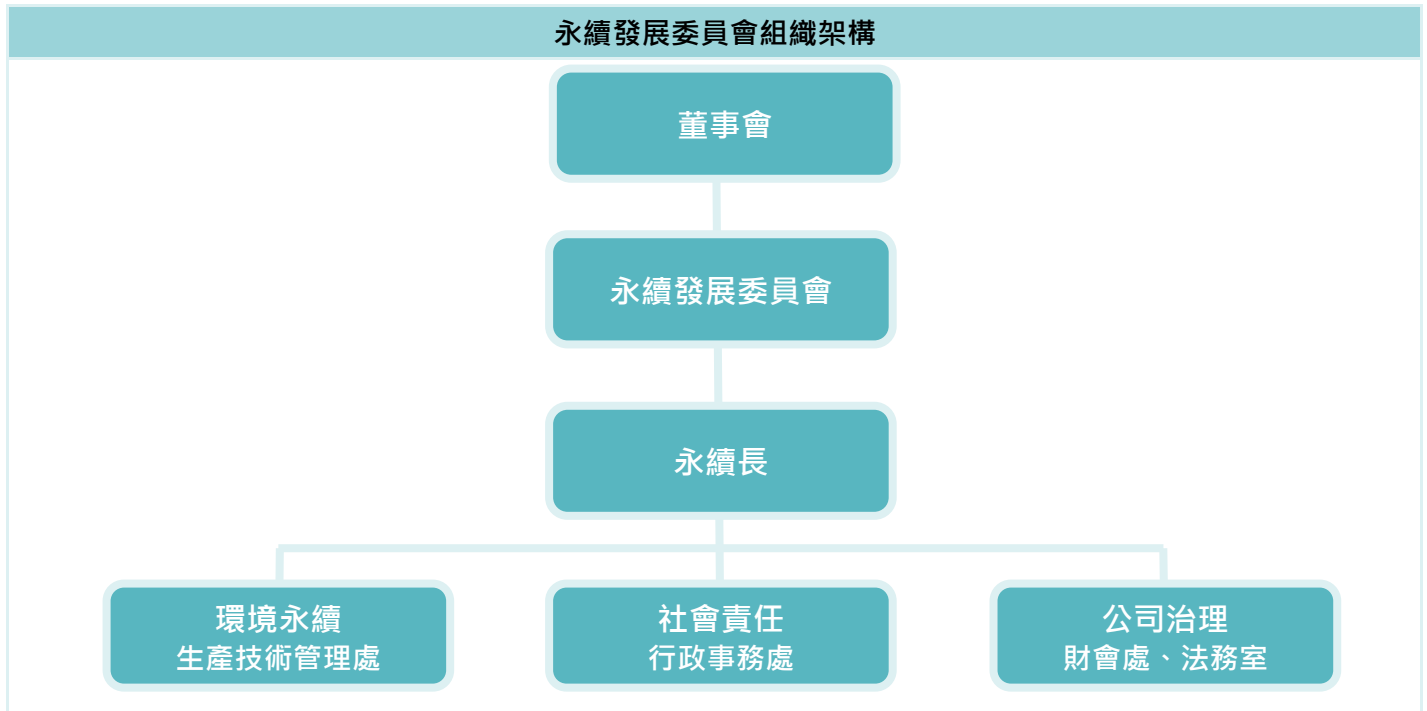 永續發展委員會組織架構
董事會
永續發展委員會
永續長
環境永續
生產技術管理處
社會責任
行政事務處
公司治理
財會處、法務室